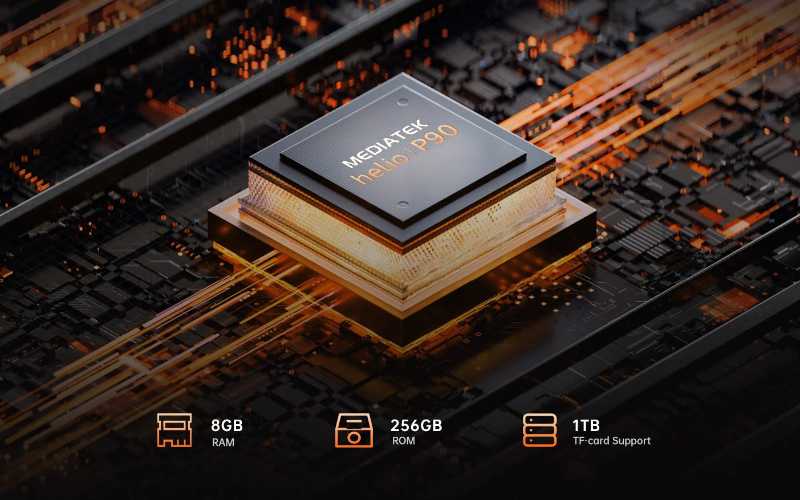 MEDIATEK
helio P90
8GB
RAM
256GB
ROM
1TB
TF-card Support